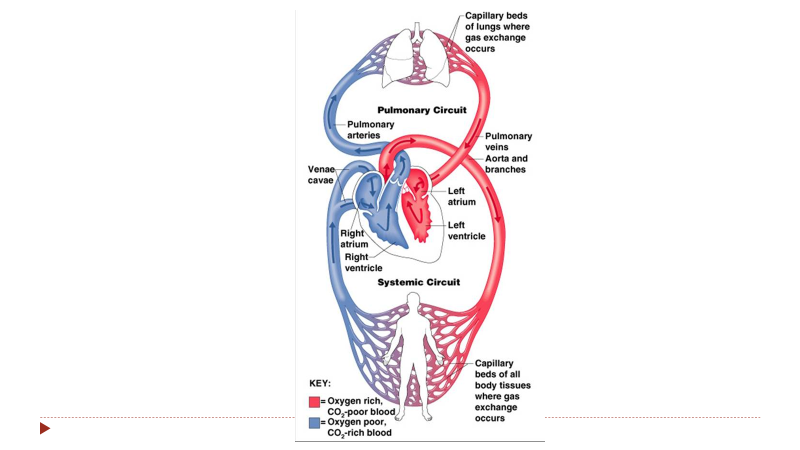 Capillary beds
of lungs where
gas exchange
occurs
Pulmonary Circuit
Pulmonary
arteries
Pulmonary
veins
Aorta and
branches
Venae
cavae
Left
atrium
Left
ventricle
Right
atrium
Right
ventricle
Systemic Circuit
Capillary
beds of all
body tissues
where gas
exchange
occurs
KEY:
= Oxygen rich,
CO₂-poor blood
= Oxygen poor,
CO₂-rich blood